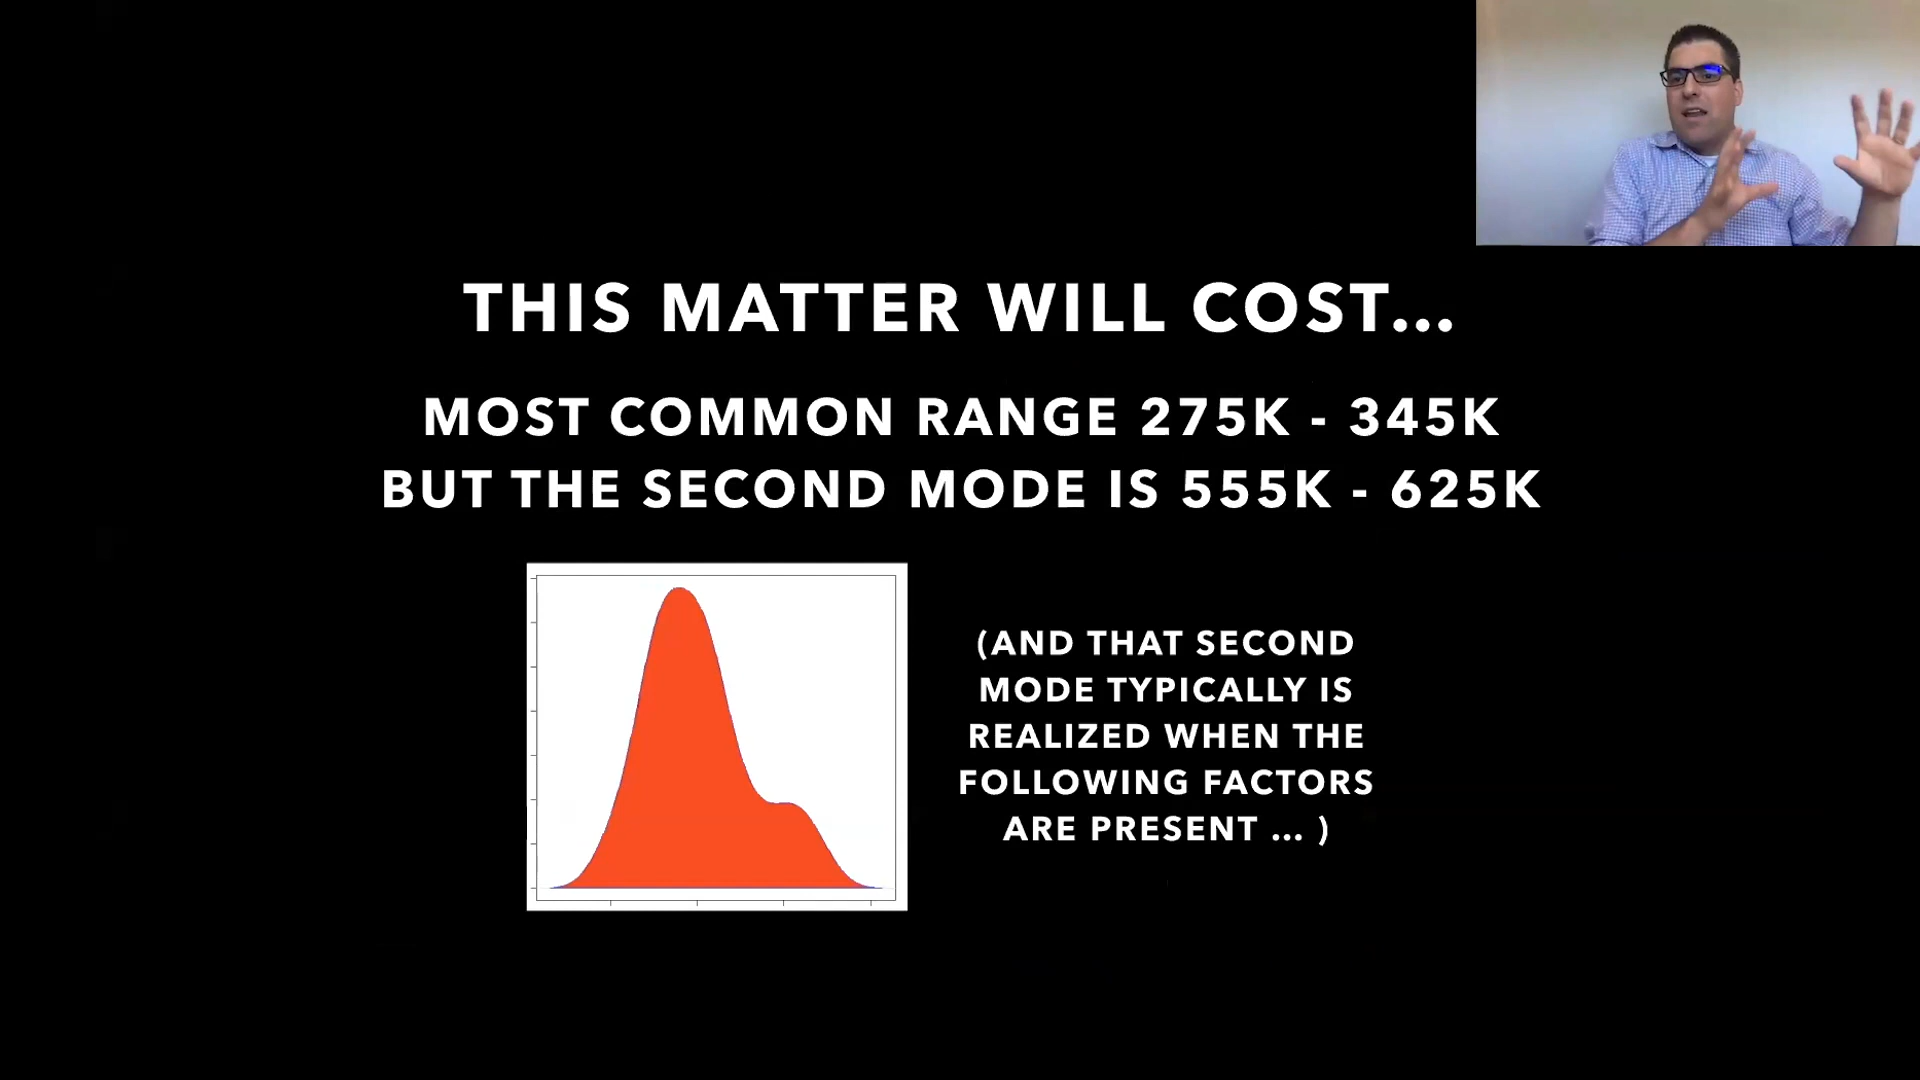 THIS MATTER WILL COST...
MOST COMMON RANGE 275K - 345K
BUT THE SECOND MODE IS 555K - 625K
(AND THAT SECOND
MODE TYPICALLY IS
REALIZED WHEN THE
FOLLOWING FACTORS
ARE PRESENT ... )